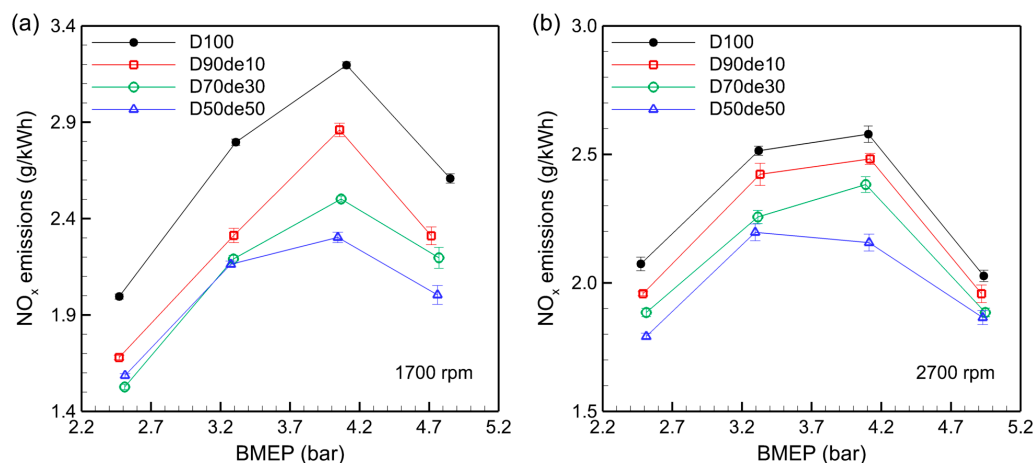 (a)
D100
D90de10
D70de30
D50de50
NOx emissions (g/kWh)
3.4
2.9
2.4
1.9
1.4
1700 rpm
2.2 2.7 3.2 3.7 4.2 4.7 5.2
BMEP (bar)
(b)
D100
D90de10
D70de30
D50de50
NOx emissions (g/kWh)
3.0
2.5
2.0
1.5
2700 rpm
2.2 2.7 3.2 3.7 4.2 4.7 5.2
BMEP (bar)